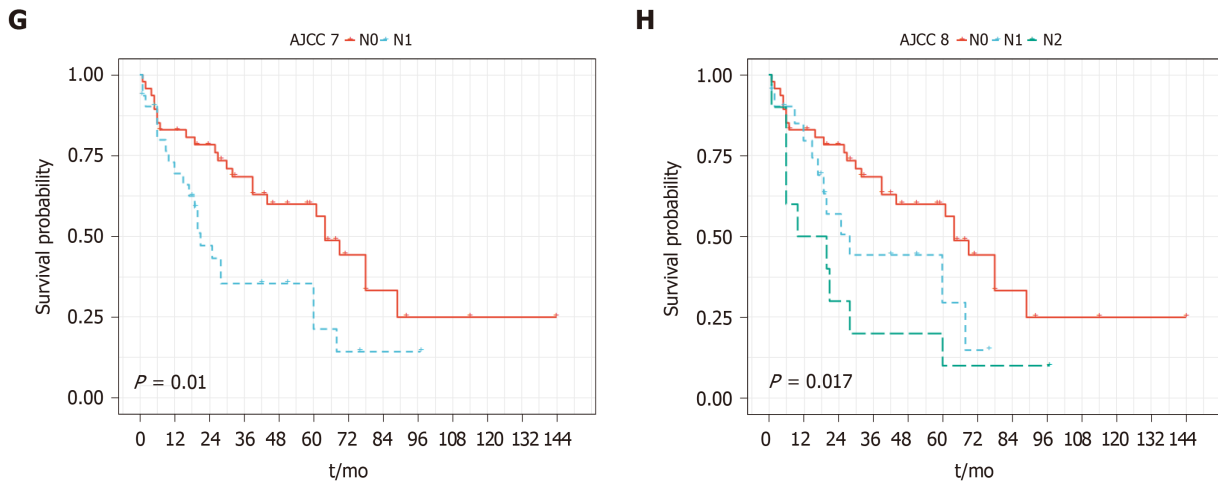 G
AJCC 7 N0 N1
1.00
0.75
0.50
0.25
0.00
Survival probability
P = 0.01
0 12 24 36 48 60 72 84 96 108 120 132 144
t/mo
H
AJCC 8 N0 N1 N2
1.00
0.75
0.50
0.25
0.00
Survival probability
P = 0.017
0 12 24 36 48 60 72 84 96 108 120 132 144
t/mo